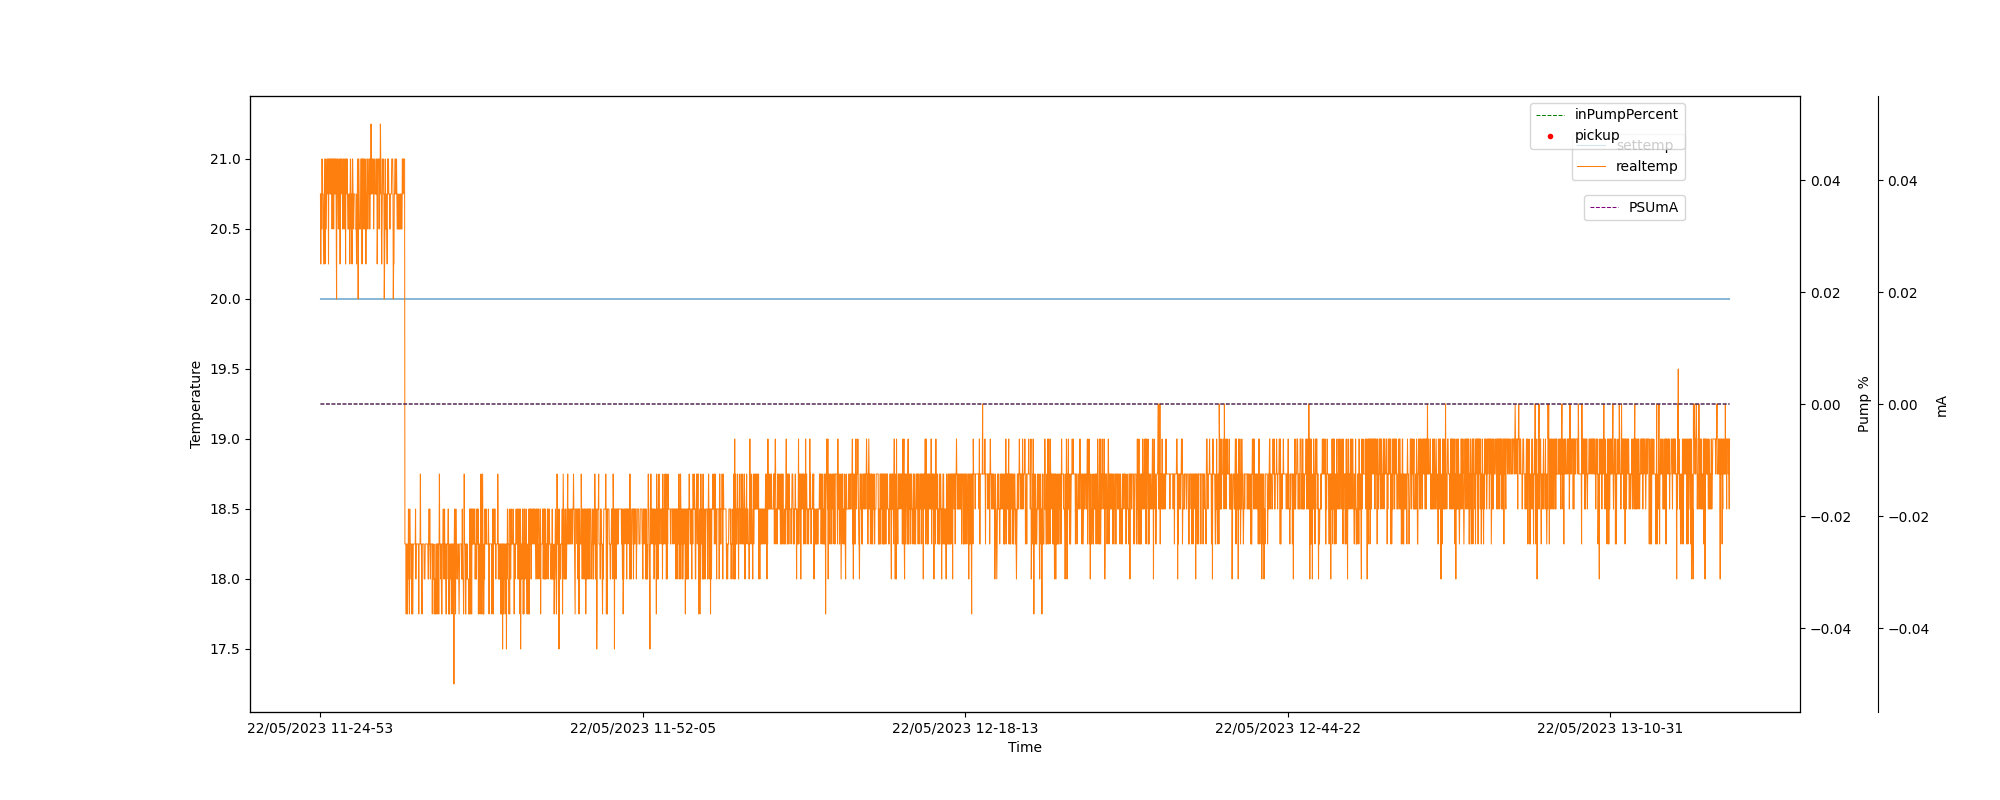 inPumpPercent
pickup
settemp
realtemp
PSUmA
21.0
20.5
20.0
19.5
19.0
18.5
18.0
17.5
Temperature
0.04
0.02
0.00
−0.02
−0.04
Pump %
0.04
0.02
0.00
−0.02
−0.04
mA
22/05/2023 11-24-53
22/05/2023 11-52-05
22/05/2023 12-18-13
22/05/2023 12-44-22
22/05/2023 13-10-31
Time